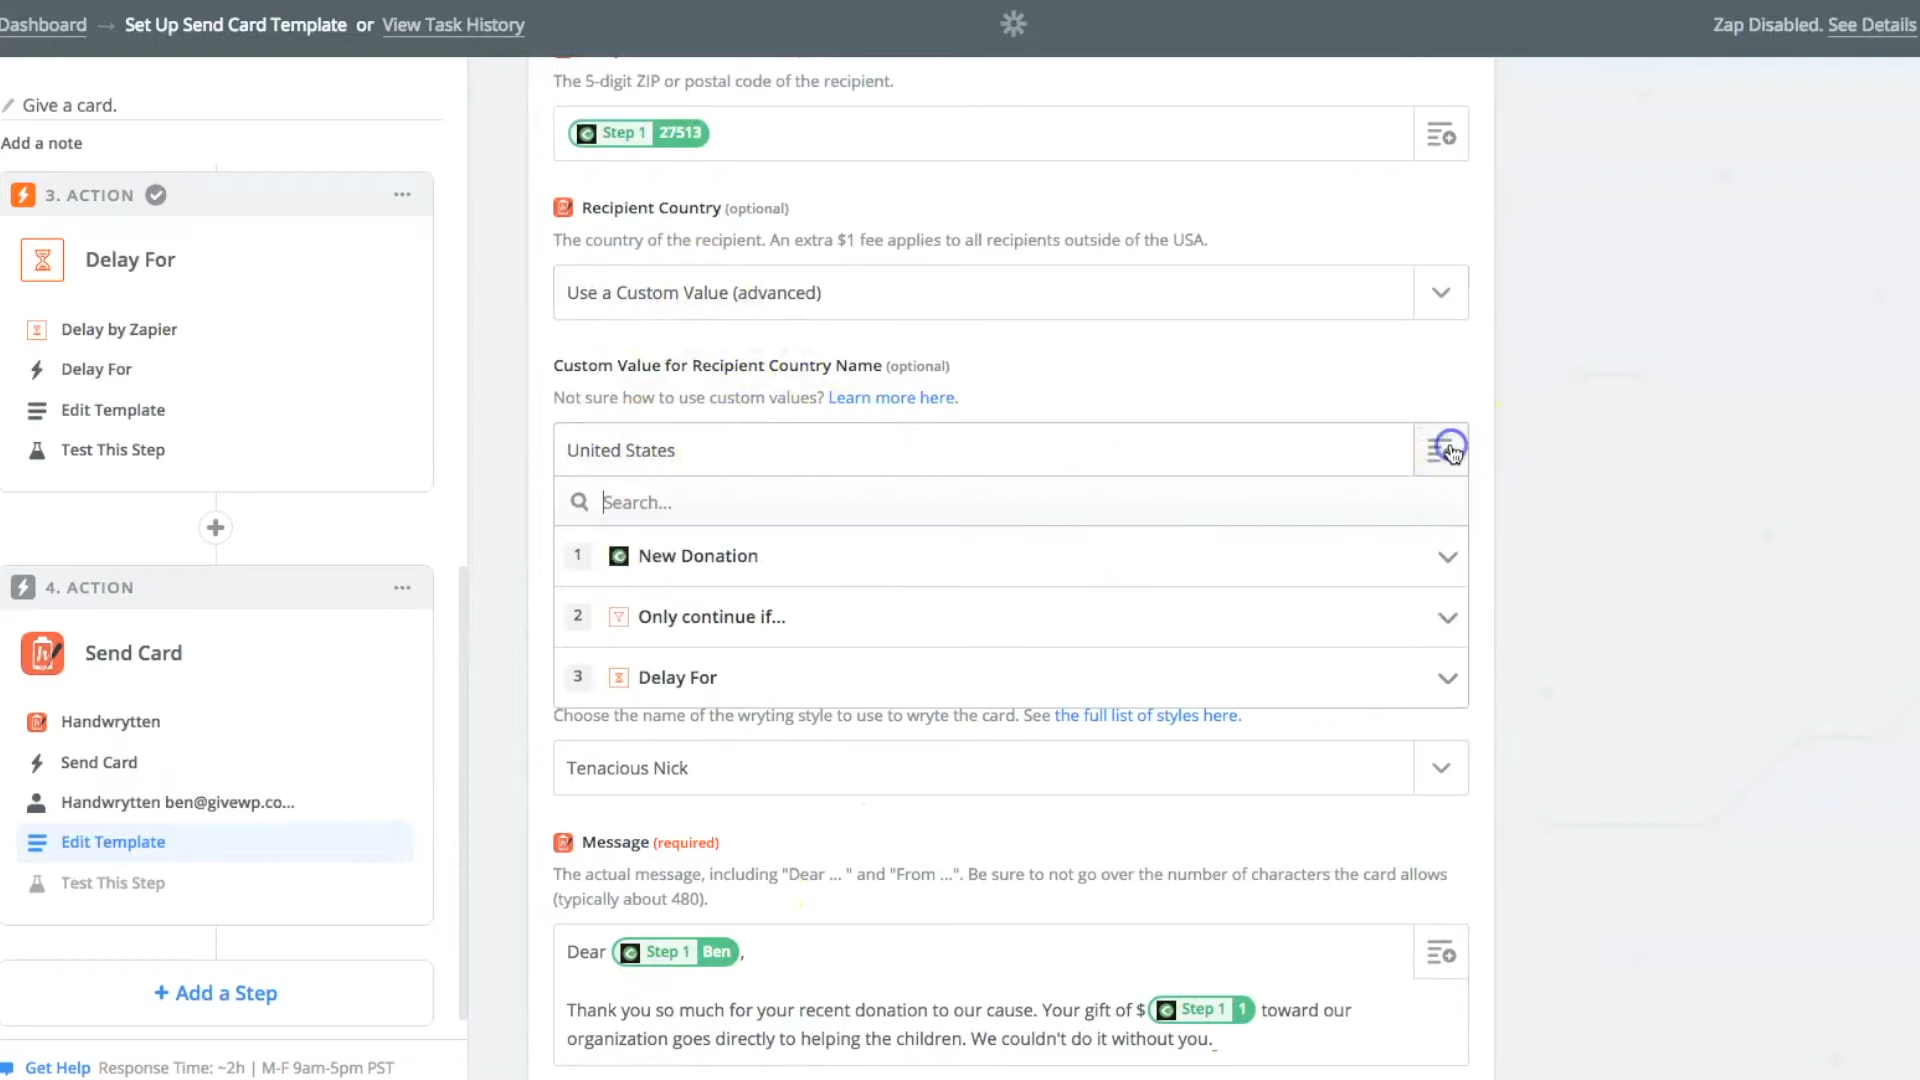 Dashboard → Set Up Send Card Template or View Task History
Zap Disabled. See Details
Give a card.
Add a note
3. ACTION
Delay For
Delay by Zapier
Delay For
Edit Template
Test This Step
4. ACTION
Send Card
Handwrytten
Send Card
Handwrytten ben@givewp.co...
Edit Template
Test This Step
+ Add a Step
Get Help Response Time: ~2h | M-F 9am-5pm PST
The 5-digit ZIP or postal code of the recipient.
Step 1 27513
Recipient Country (optional)
The country of the recipient. An extra $1 fee applies to all recipients outside of the USA.
Use a Custom Value (advanced)
Custom Value for Recipient Country Name (optional)
Not sure how to use custom values? Learn more here.
United States
Search...
1 New Donation
2 Only continue if...
3 Delay For
Choose the name of the wryting style to use to wryte the card. See the full list of styles here.
Tenacious Nick
Message (required)
The actual message, including "Dear ... " and "From ...". Be sure to not go over the number of characters the card allows
(typically about 480).
Dear Step 1 Ben,
Thank you so much for your recent donation to our cause. Your gift of $ Step 1 1 toward our
organization goes directly to helping the children. We couldn't do it without you.